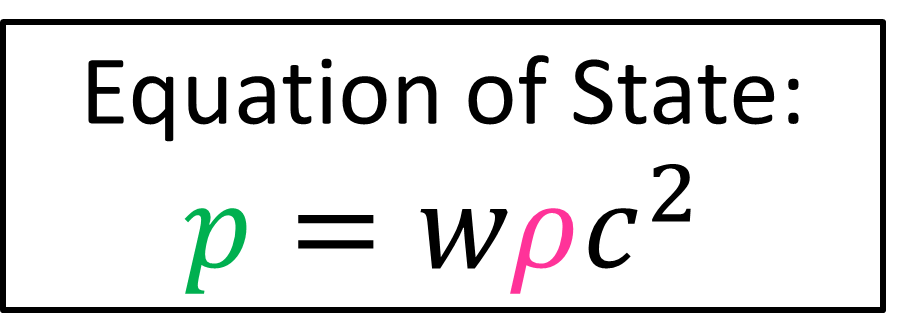 Equation of State:
p = wρc²